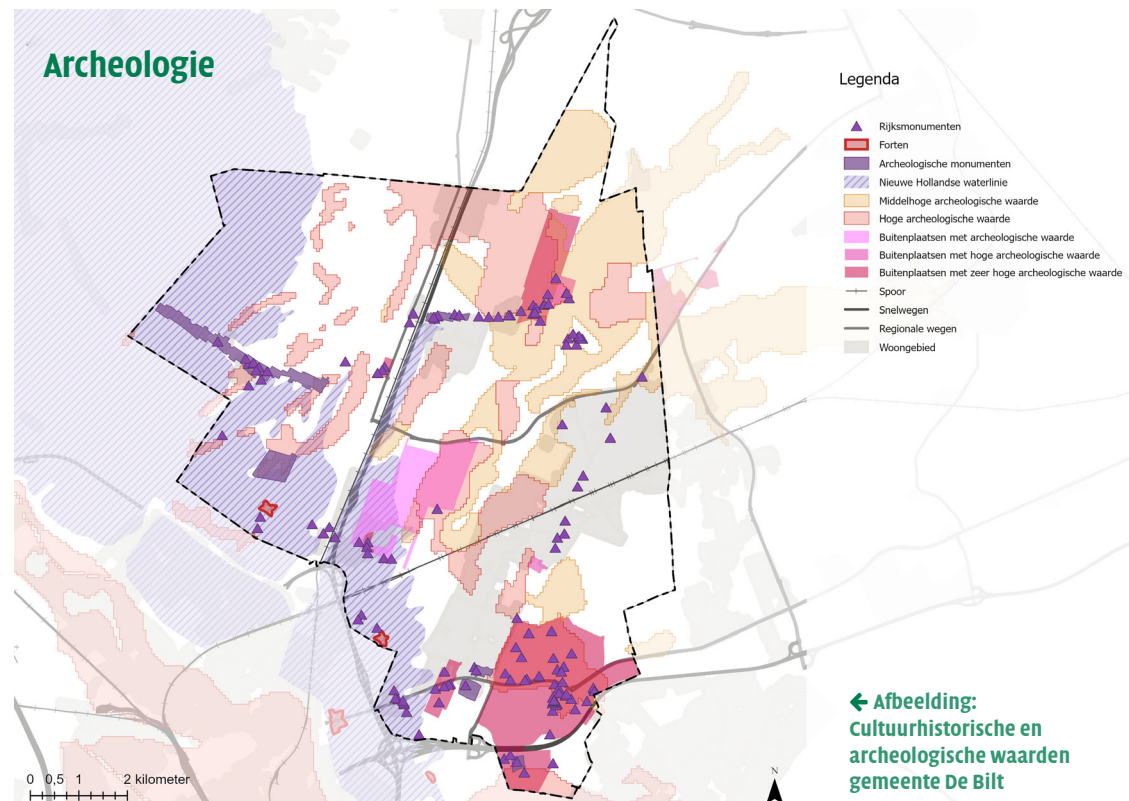 Archeologie
Legenda
Rijksmonumenten
Forten
Archeologische monumenten
Nieuwe Hollandse waterlinie
Middelhoge archeologische waarde
Hoge archeologische waarde
Buitenplaatsen met archeologische waarde
Buitenplaatsen met hoge archeologische waarde
Buitenplaatsen met zeer hoge archeologische waarde
Spoor
Snelwegen
Regionale wegen
Woongebied
← Afbeelding:
Cultuurhistorische en
archeologische waarden
gemeente De Bilt
0 0,5 1 2 kilometer
N